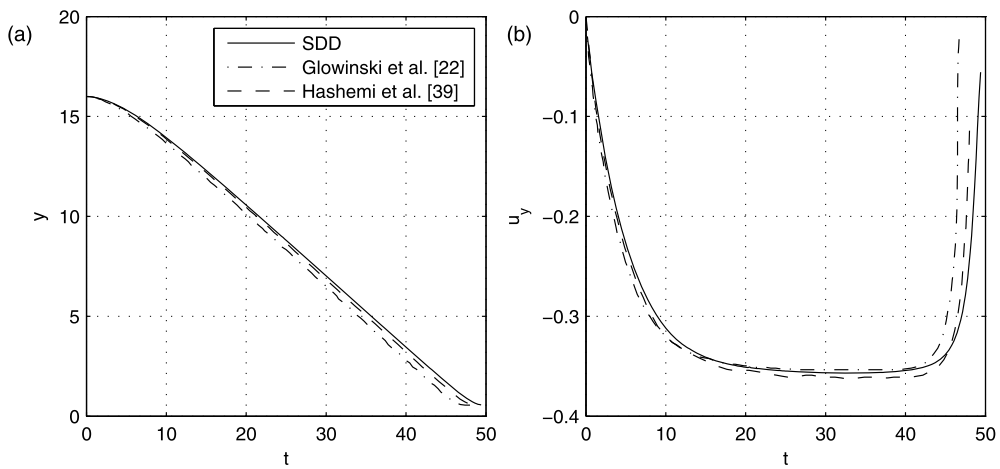 (a)
20
15
10
5
0
y
SDD
Glowinski et al. [22]
Hashemi et al. [39]
0 10 20 30 40 50
t
(b)
0
−0.1
−0.2
−0.3
−0.4
u_y
0 10 20 30 40 50
t